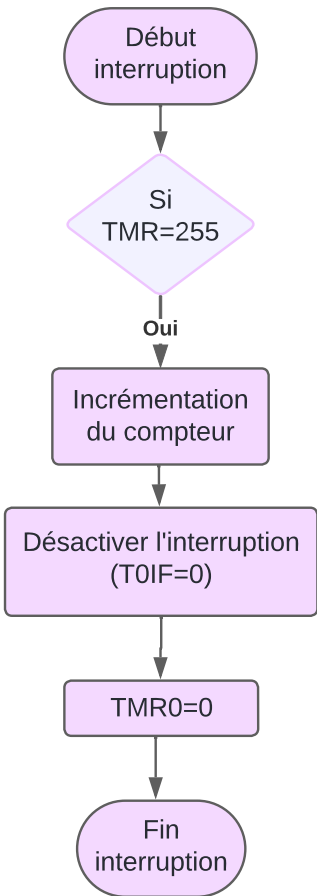 Début
interruption
Si
TMR=255
Oui
Incrémentation
du compteur
Désactiver l'interruption
(T0IF=0)
TMR0=0
Fin
interruption